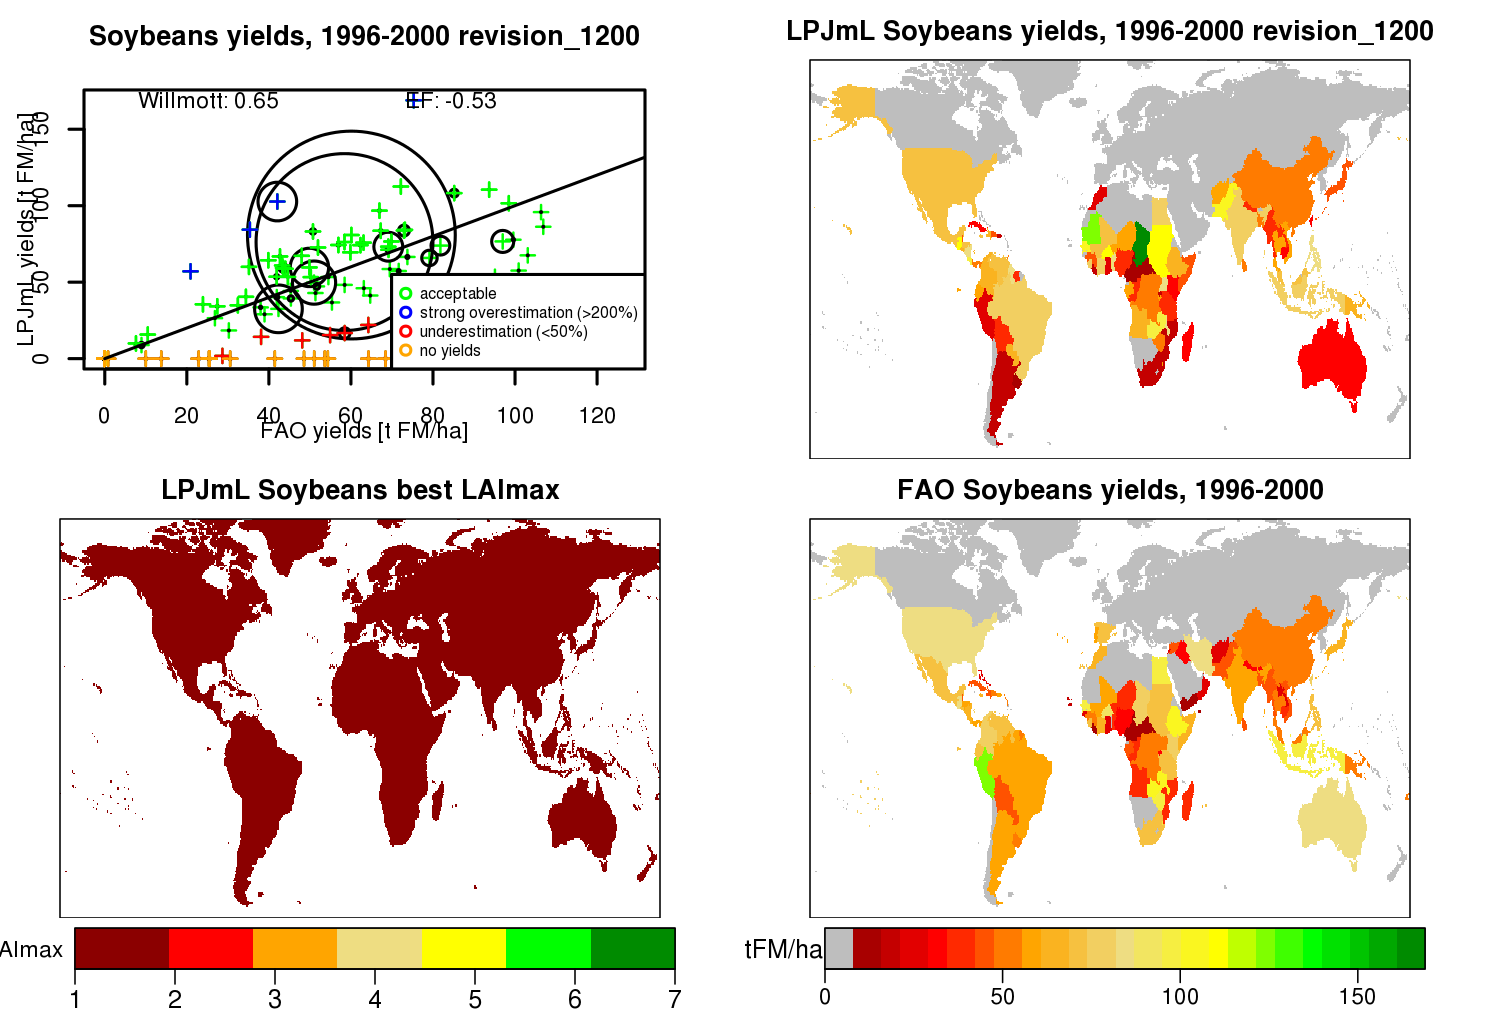 Soybeans yields, 1996-2000 revision_1200
Willmott: 0.65
EF: -0.53
LPJmL yields [t FM/ha]
150
100
50
0
acceptable
strong overestimation (>200%)
underestimation (<50%)
no yields
0 20 40 60 80 100 120
FAO yields [t FM/ha]
LPJmL Soybeans yields, 1996-2000 revision_1200
LPJmL Soybeans best LAImax
AImax
1 2 3 4 5 6 7
FAO Soybeans yields, 1996-2000
tFM/ha
0 50 100 150